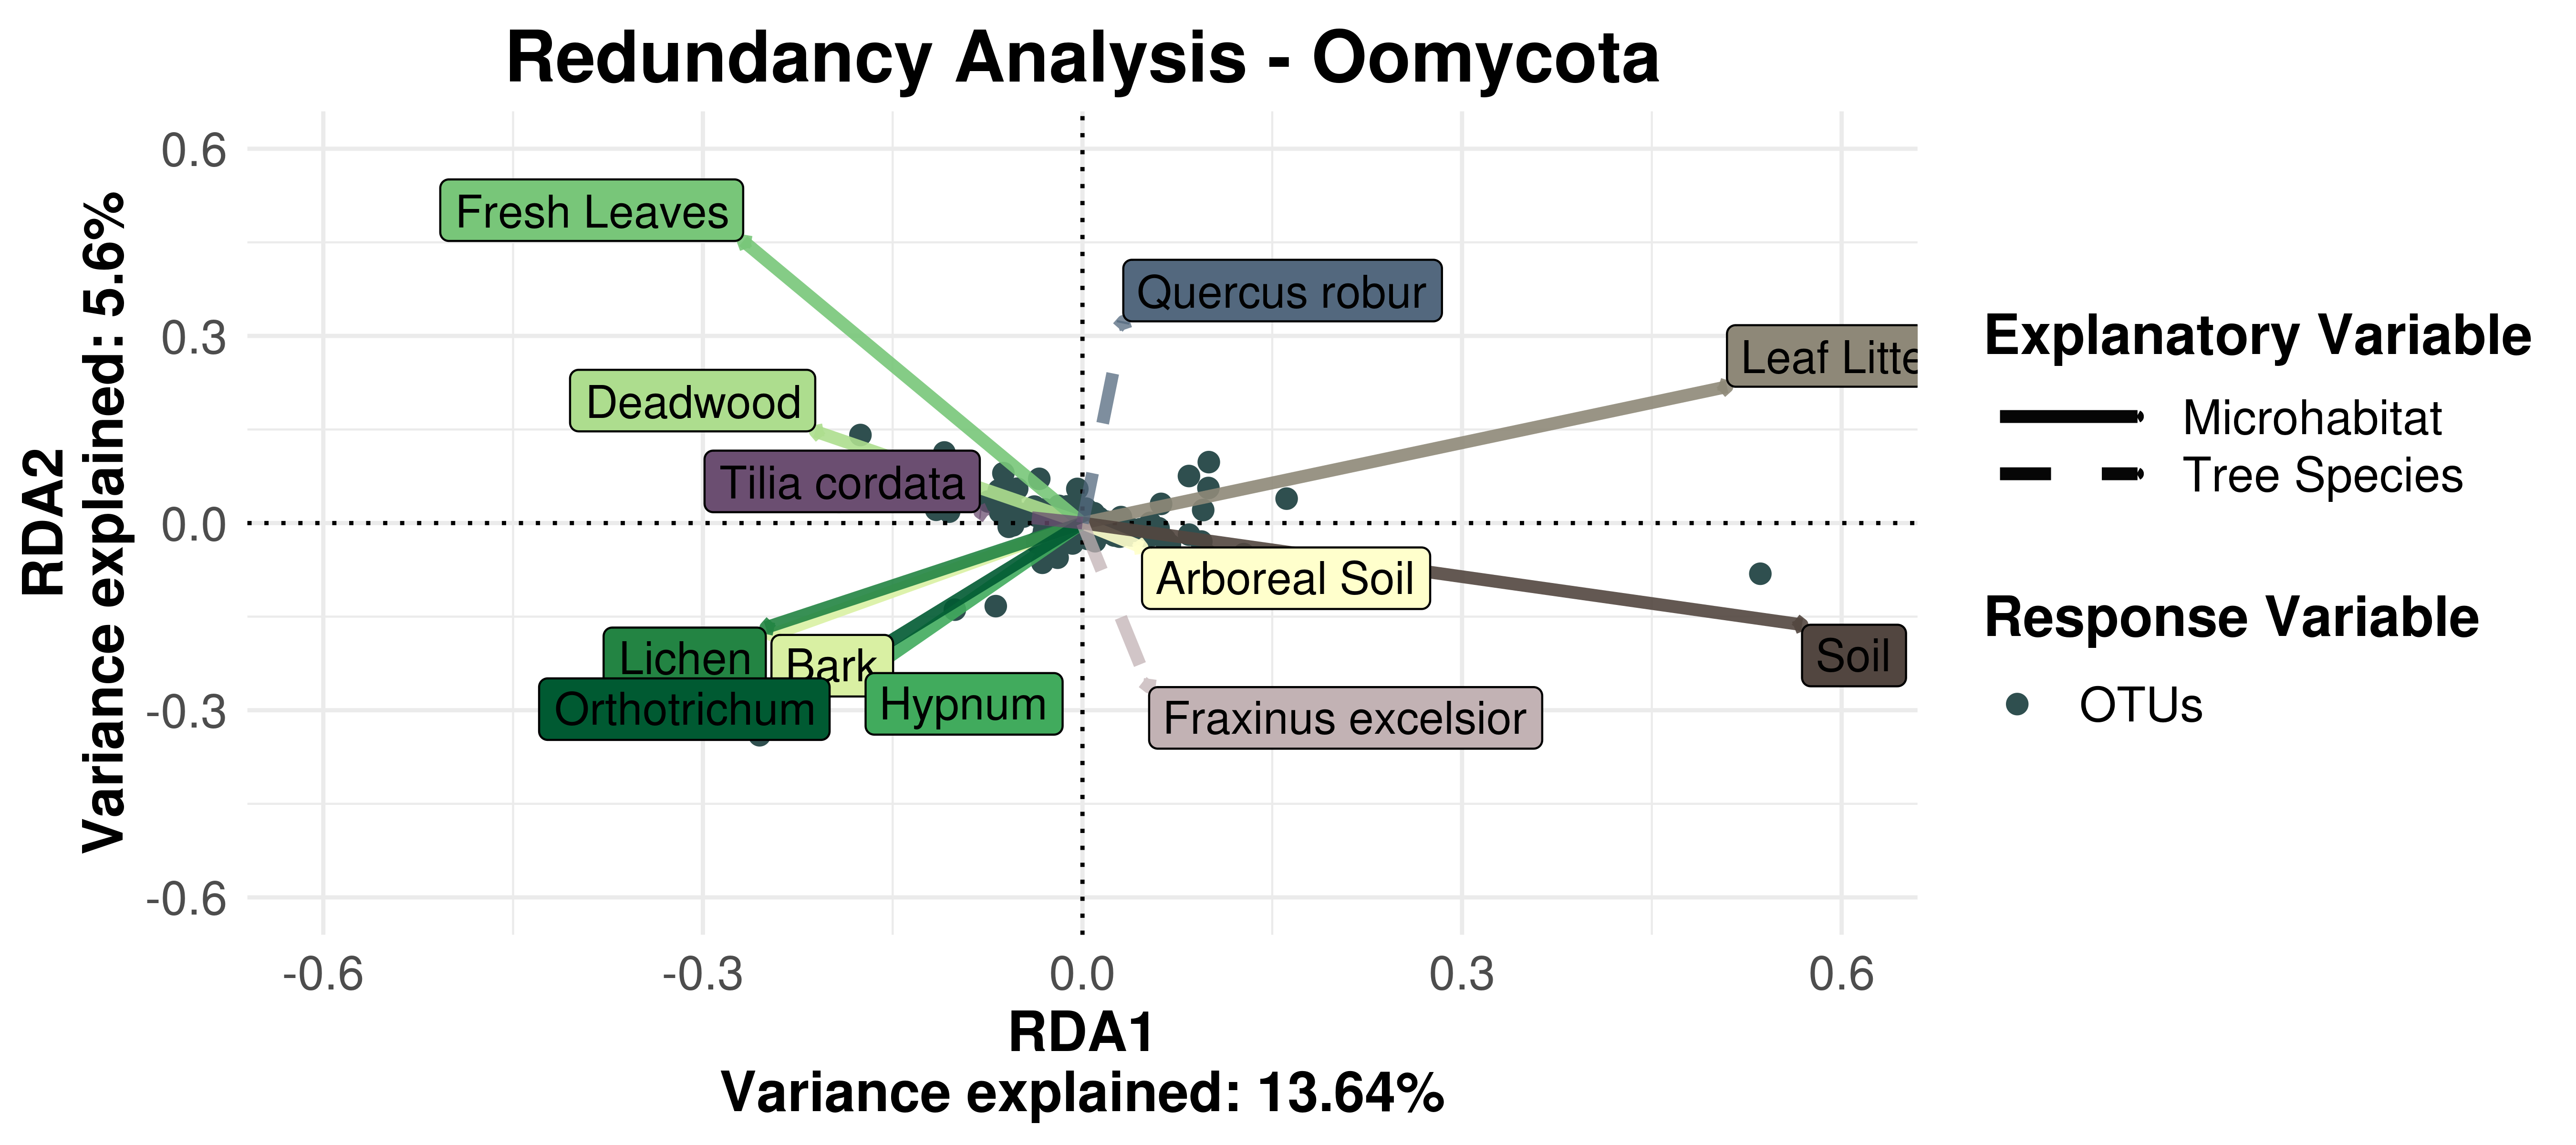 Redundancy Analysis - Oomycota
RDA2
Variance explained: 5.6%
0.6
0.3
0.0
-0.3
-0.6
Fresh Leaves
Quercus robur
Leaf Litte
Deadwood
Tilia cordata
Arboreal Soil
Lichen
Bark
Soil
Orthotrichum
Hypnum
Fraxinus excelsior
-0.6
-0.3
0.0
0.3
0.6
RDA1
Variance explained: 13.64%
Explanatory Variable
Microhabitat
Tree Species
Response Variable
OTUs